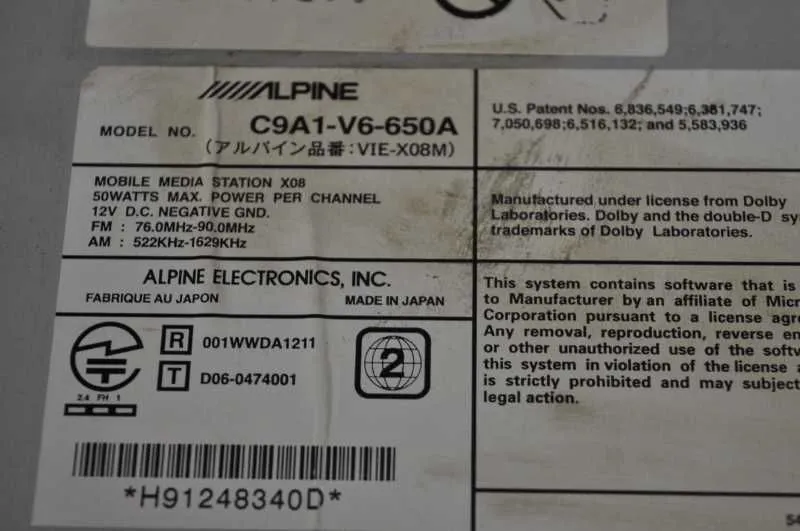 ALPINE
MODEL NO. C9A1-V6-650A
(アルパイン品番:VIE-X08M)
MOBILE MEDIA STATION X08
50WATTS MAX. POWER PER CHANNEL
12V D.C. NEGATIVE GND.
FM : 76.0MHz-90.0MHz
AM : 522KHz-1629KHz
ALPINE ELECTRONICS, INC.
FABRIQUE AU JAPON MADE IN JAPAN
R 001WWDA1211
T D06-0474001
2.4 FH 1
2
*H91248340D*
U.S. Patent Nos. 6,836,549;6,381,747;
7,050,698;6,516,132; and 5,583,936
Manufactured under license from Dolby
Laboratories. Dolby and the double-D sy
trademarks of Dolby Laboratories.
This system contains software that is
to Manufacturer by an affiliate of Micr
Corporation pursuant to a license agr
Any removal, reproduction, reverse en
or other unauthorized use of the softw
this system in violation of the license
is strictly prohibited and may subject
legal action.